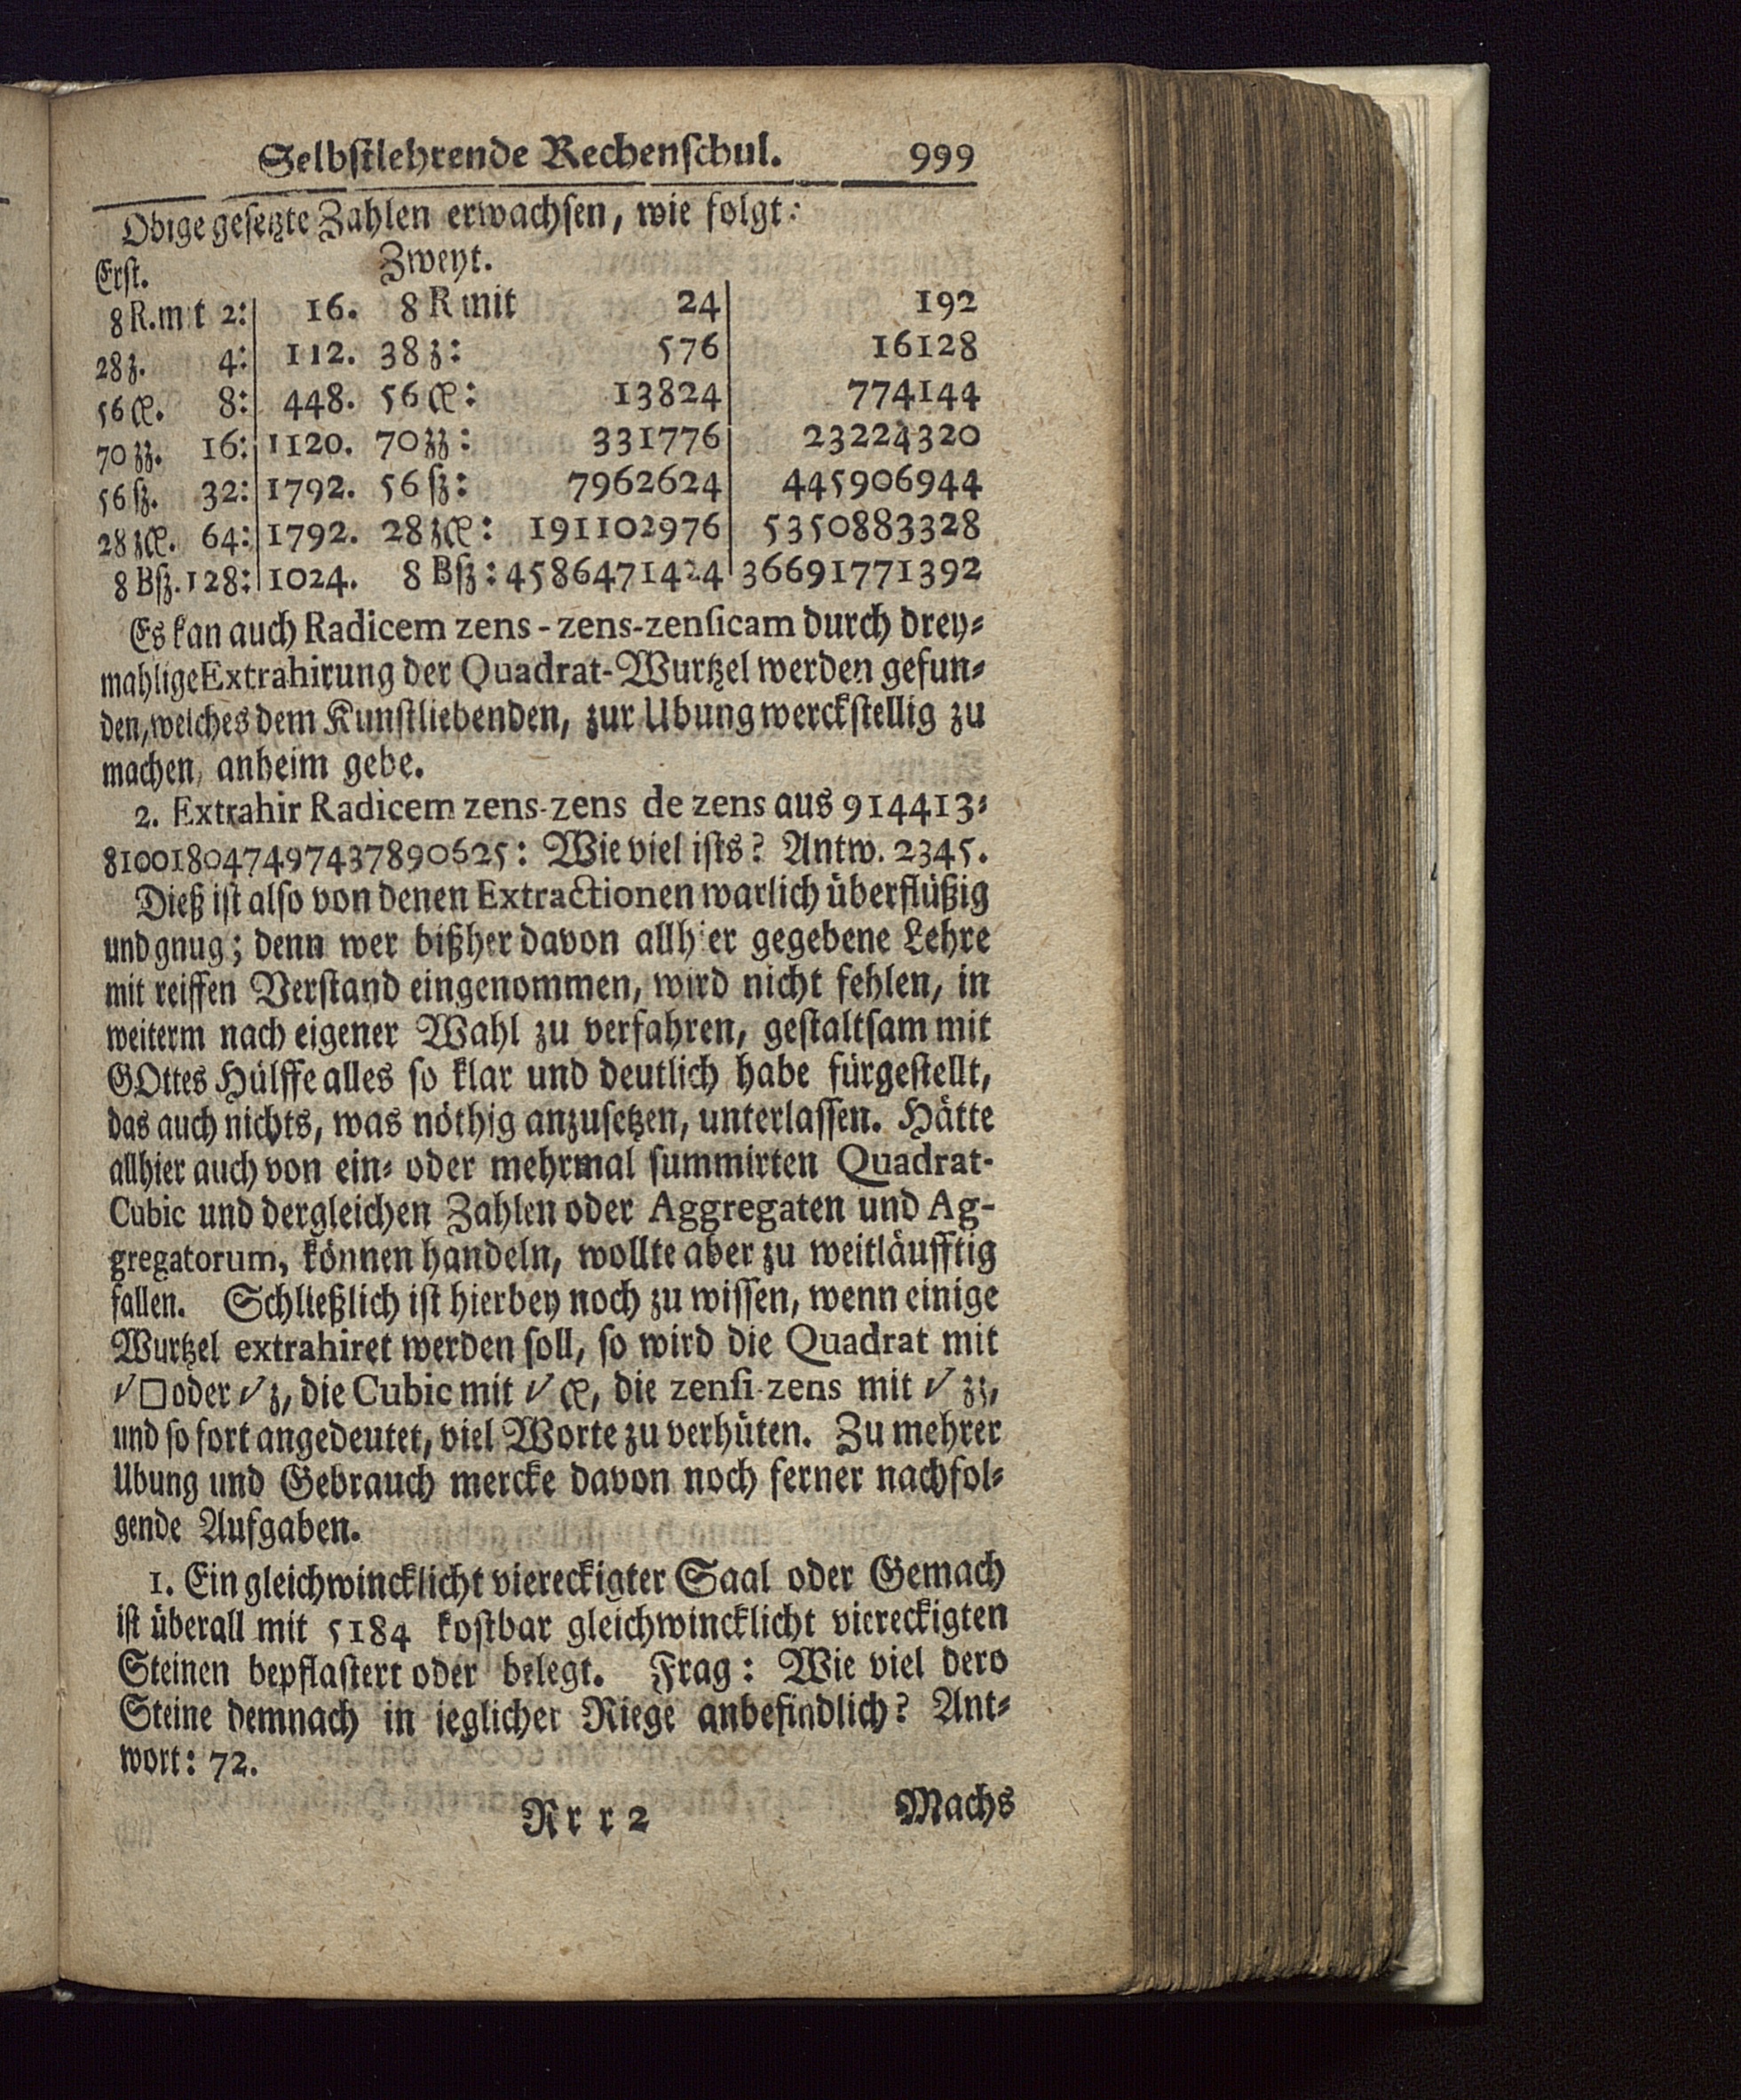 Selbstlehrende Rechenschul. 999
Obige gesetzte Zahlen erwachsen, wie folgt:
Erst. Zweyt.
8 R. mit 2: 16. 8 R mit 24 192
28 ʒ. 4: 112. 38 ʒ: 576 16128
56 ꝶ. 8: 448. 56 ꝶ: 13824 774144
70 ʒʒ. 16: 1120. 70 ʒʒ: 331776 23224320
56 ſʒ. 32: 1792. 56 ſʒ: 7962624 445906944
28 ʒꝶ. 64: 1792. 28 ʒꝶ: 191102976 5350883328
8 Bſʒ. 128: 1024. 8 Bſʒ: 4586471424 36691771392
Es kan auch Radicem zens-zens-zensicam durch drey-
mahlige Extrahirung der Quadrat-Wurtzel werden gefun-
den, welches dem Kunstliebenden, zur Ubung werckstellig zu
machen, anheim gebe.
2. Extrahir Radicem zens-zens de zens aus 914413-
81001804747497437890625: Wie viel ists? Antw. 2345.
Dieß ist also von denen Extractionen warlich überflüßig
und gnug; denn wer bißher davon allhier gegebene Lehre
mit reiffen Verstand eingenommen, wird nicht fehlen, in
weiterm nach eigener Wahl zu verfahren, gestaltsam mit
GOttes Hülffe alles so klar und deutlich habe fürgestellt,
das auch nichts, was nöthig anzusetzen, unterlassen. Hätte
allhier auch von ein- oder mehrmal summirten Quadrat-
Cubic und dergleichen Zahlen oder Aggregaten und Ag-
gregatorum, können handeln, wollte aber zu weitläufftig
fallen. Schließlich ist hierbey noch zu wissen, wenn einige
Wurtzel extrahiret werden soll, so wird die Quadrat mit
√ □ oder √ ʒ, die Cubic mit √ ꝶ, die zensi-zens mit √ ʒʒ,
und so fort angedeutet, viel Worte zu verhüten. Zu mehrer
Ubung und Gebrauch mercke davon noch ferner nachfol-
gende Aufgaben.
1. Ein gleichwincklicht viereckigter Saal oder Gemach
ist überall mit 5184 kostbar gleichwincklicht viereckigten
Steinen bepflastert oder belegt. Frag: Wie viel dero
Steine demnach in ieglicher Riege anbefindlich? Ant-
wort: 72.
Rrr 2 Machs